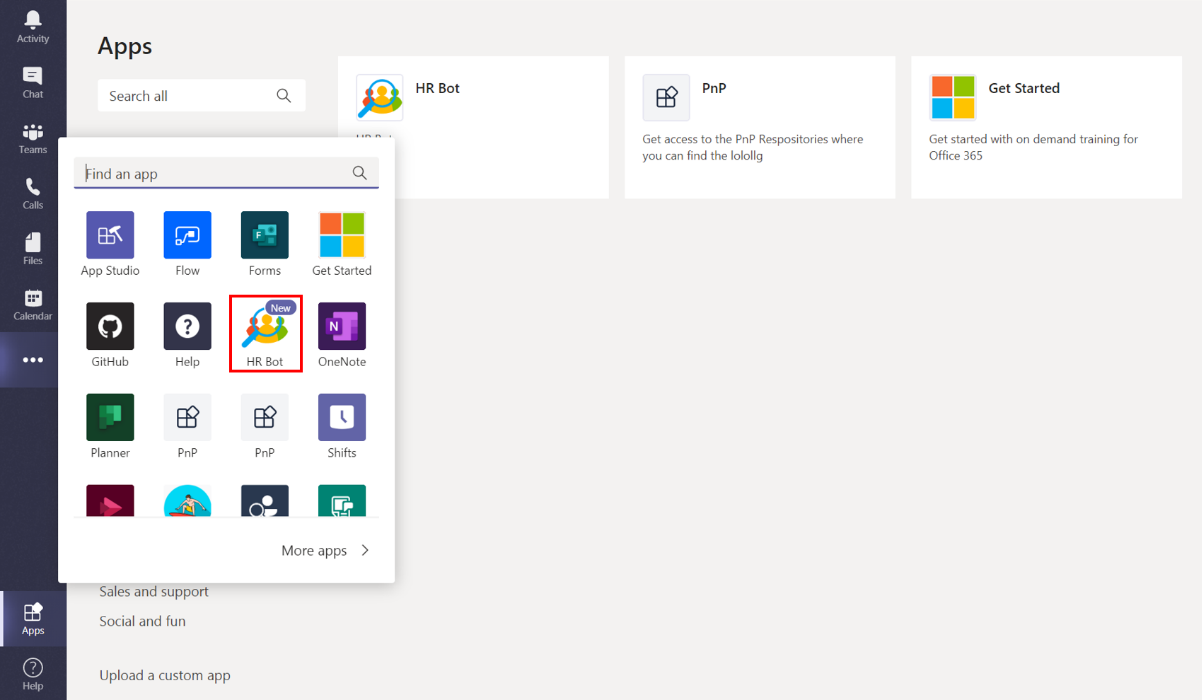 Activity
Chat
Teams
Calls
Files
Calendar
Apps
Help
Apps
Search all
Find an app
App Studio
Flow
Forms
Get Started
GitHub
Help
New
HR Bot
OneNote
Planner
PnP
PnP
Shifts
More apps
Sales and support
Social and fun
Upload a custom app
HR Bot
PnP
Get access to the PnP Respositories where
you can find the lolollg
Get Started
Get started with on demand training for
Office 365